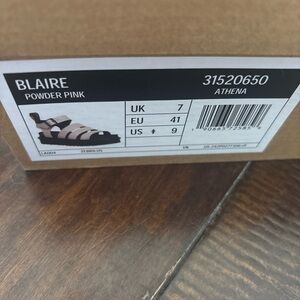 BLAIRE
POWDER PINK
31520650
ATHENA
UK 7
EU 41
US 9